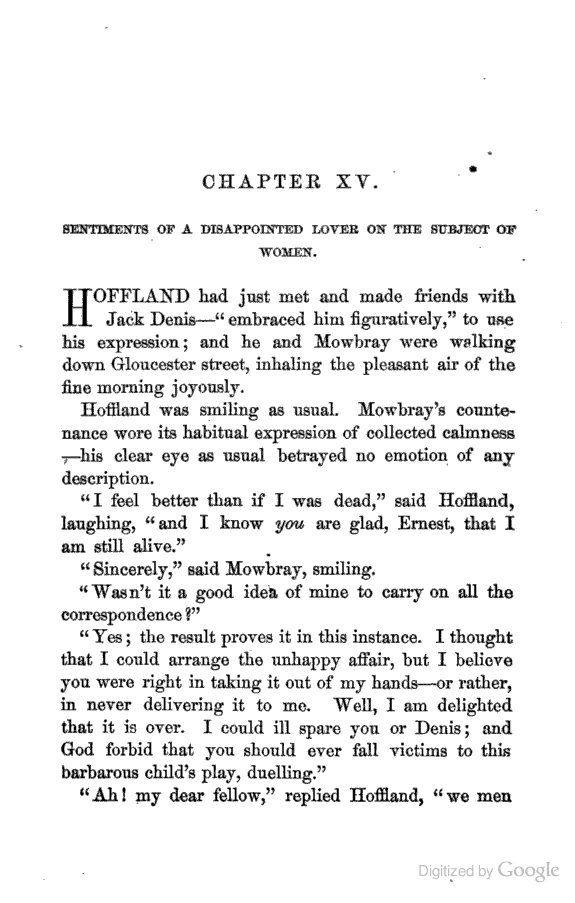 CHAPTER XV.
SENTIMENTS OF A DISAPPOINTED LOVER ON THE SUBJECT OF
WOMEN.
HOFFLAND had just met and made friends with
Jack Denis—“embraced him figuratively,” to use
his expression; and he and Mowbray were walking
down Gloucester street, inhaling the pleasant air of the
fine morning joyously.
Hoffland was smiling as usual. Mowbray’s counte-
nance wore its habitual expression of collected calmness
—his clear eye as usual betrayed no emotion of any
description.
“I feel better than if I was dead,” said Hoffland,
laughing, “and I know you are glad, Ernest, that I
am still alive.”
“Sincerely,” said Mowbray, smiling.
“Wasn’t it a good idea of mine to carry on all the
correspondence?”
“Yes; the result proves it in this instance. I thought
that I could arrange the unhappy affair, but I believe
you were right in taking it out of my hands—or rather,
in never delivering it to me. Well, I am delighted
that it is over. I could ill spare you or Denis; and
God forbid that you should ever fall victims to this
barbarous child’s play, duelling.”
“Ah! my dear fellow,” replied Hoffland, “we men
Digitized by Google